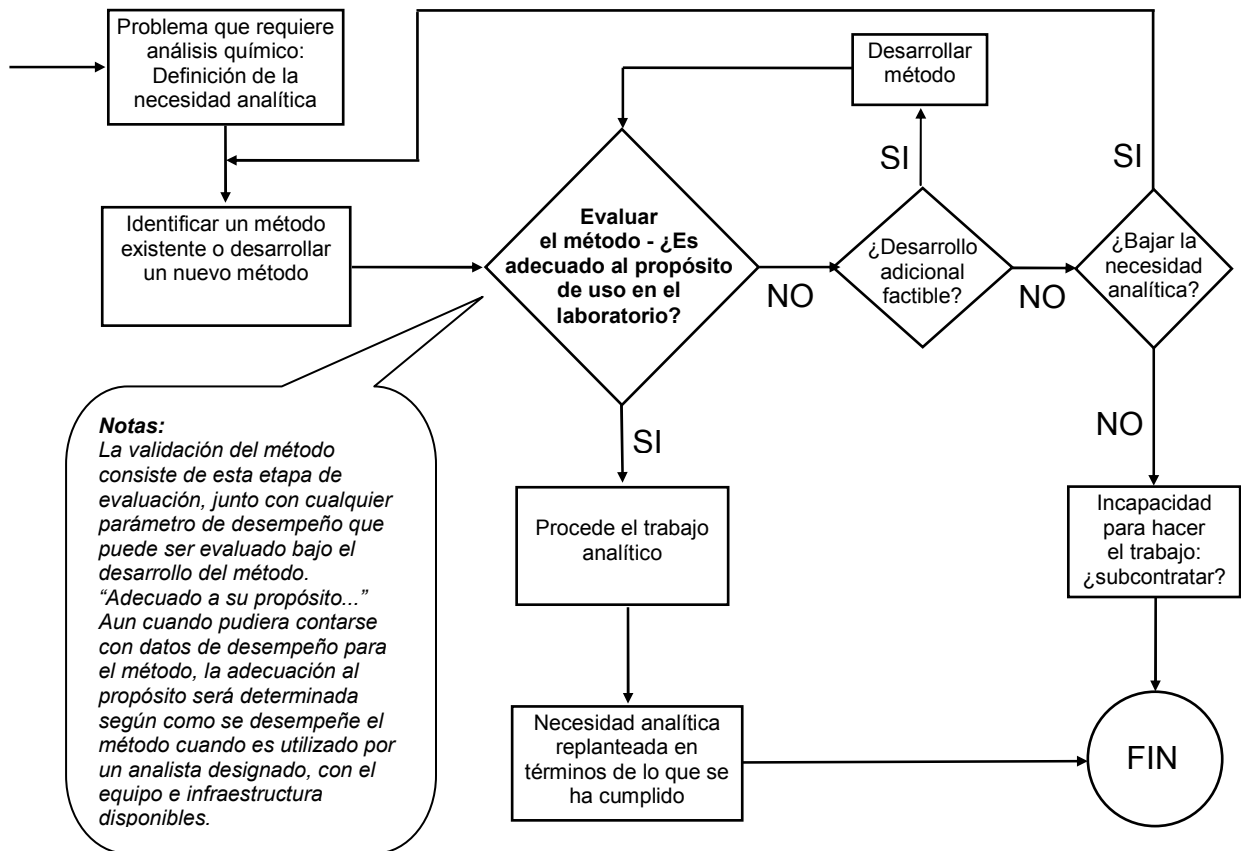 Problema que requiere
análisis químico:
Definición de la
necesidad analítica
Identificar un método
existente o desarrollar
un nuevo método
Evaluar
el método - ¿Es
adecuado al propósito
de uso en el
laboratorio?
NO
¿Desarrollo
adicional
factible?
SI
Desarrollar
método
NO
¿Bajar la
necesidad
analítica?
SI
NO
Incapacidad
para hacer
el trabajo:
¿subcontratar?
SI
Procede el trabajo
analítico
Necesidad analítica
replanteada en
términos de lo que se
ha cumplido
FIN
Notas:
La validación del método
consiste de esta etapa de
evaluación, junto con cualquier
parámetro de desempeño que
puede ser evaluado bajo el
desarrollo del método.
“Adecuado a su propósito...”
Aun cuando pudiera contarse
con datos de desempeño para
el método, la adecuación al
propósito será determinada
según como se desempeñe el
método cuando es utilizado por
un analista designado, con el
equipo e infraestructura
disponibles.